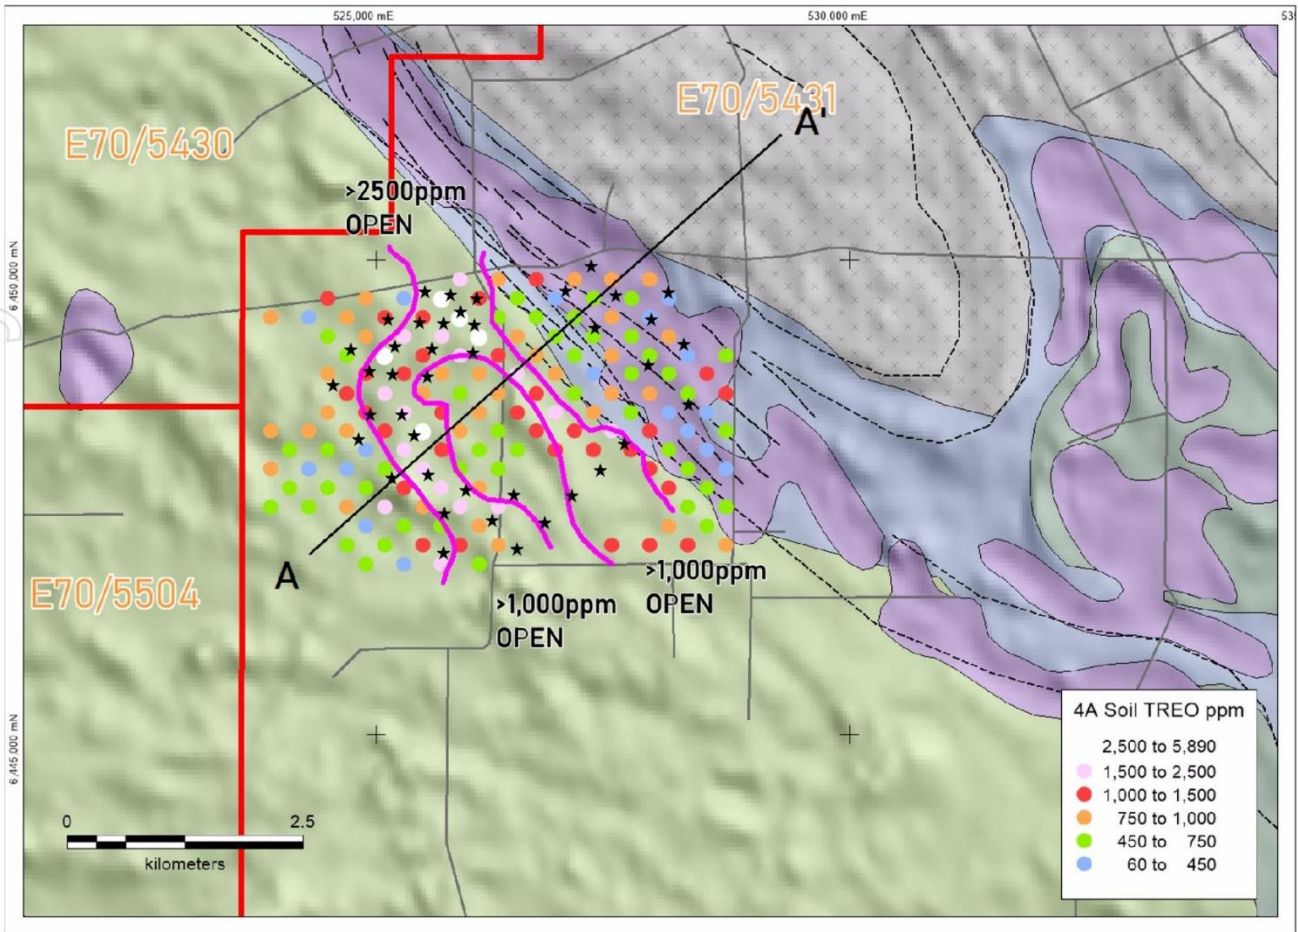 525,000 mE
530,000 mE
53
E70/5430
E70/5431
A'
>2500ppm
OPEN
6,450,000 mN
A
E70/5504
>1,000ppm
OPEN
>1,000ppm
OPEN
6,445,000 mN
4A Soil TREO ppm
2,500 to 5,890
1,500 to 2,500
1,000 to 1,500
750 to 1,000
450 to 750
60 to 450
0 2.5
kilometers